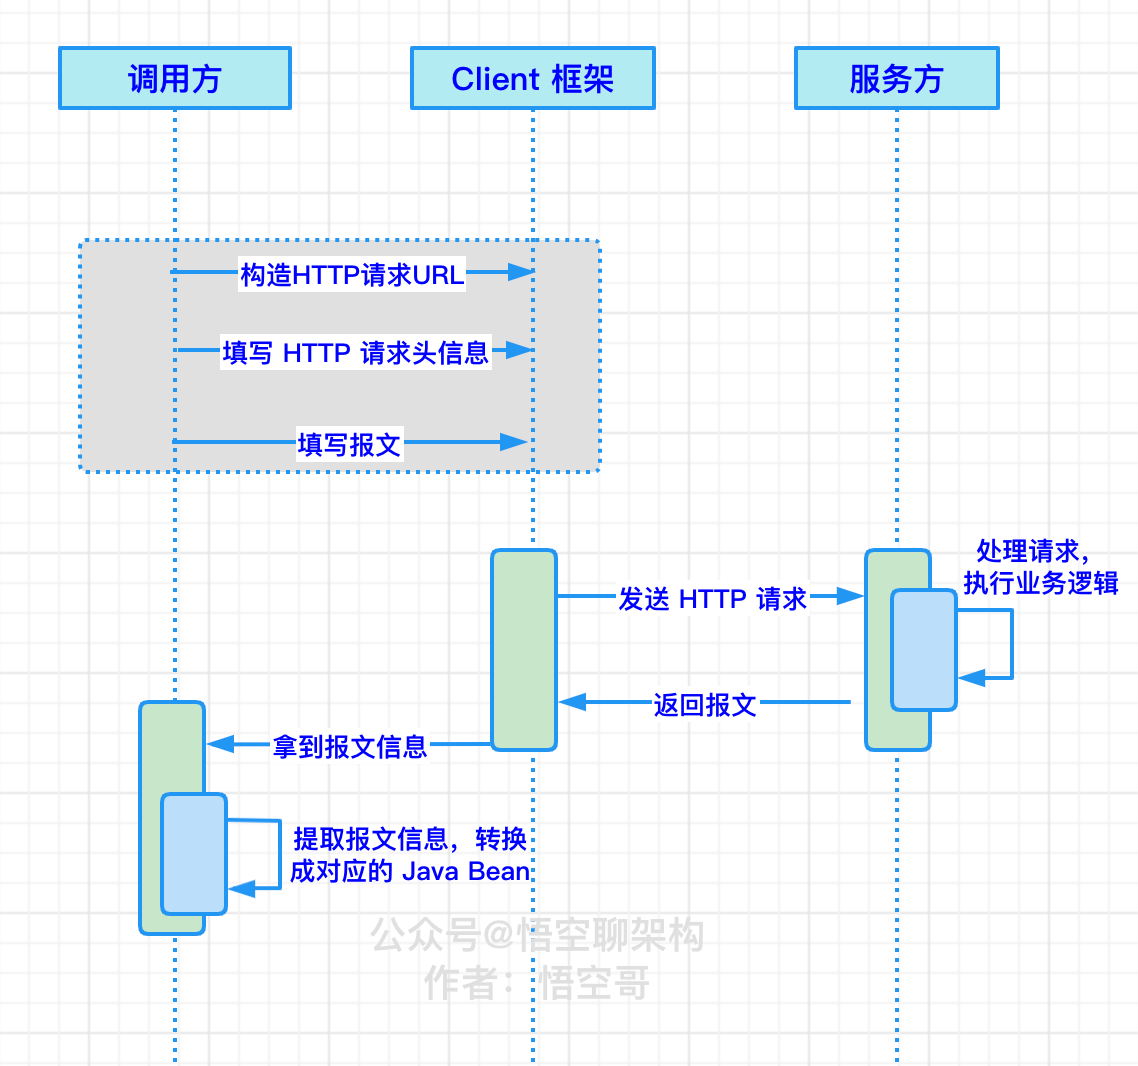 调用方
Client 框架
服务方
构造HTTP请求URL
填写 HTTP 请求头信息
填写报文
处理请求，
执行业务逻辑
发送 HTTP 请求
返回报文
拿到报文信息
提取报文信息，转换
成对应的 Java Bean
公众号@悟空聊架构
作者：悟空哥